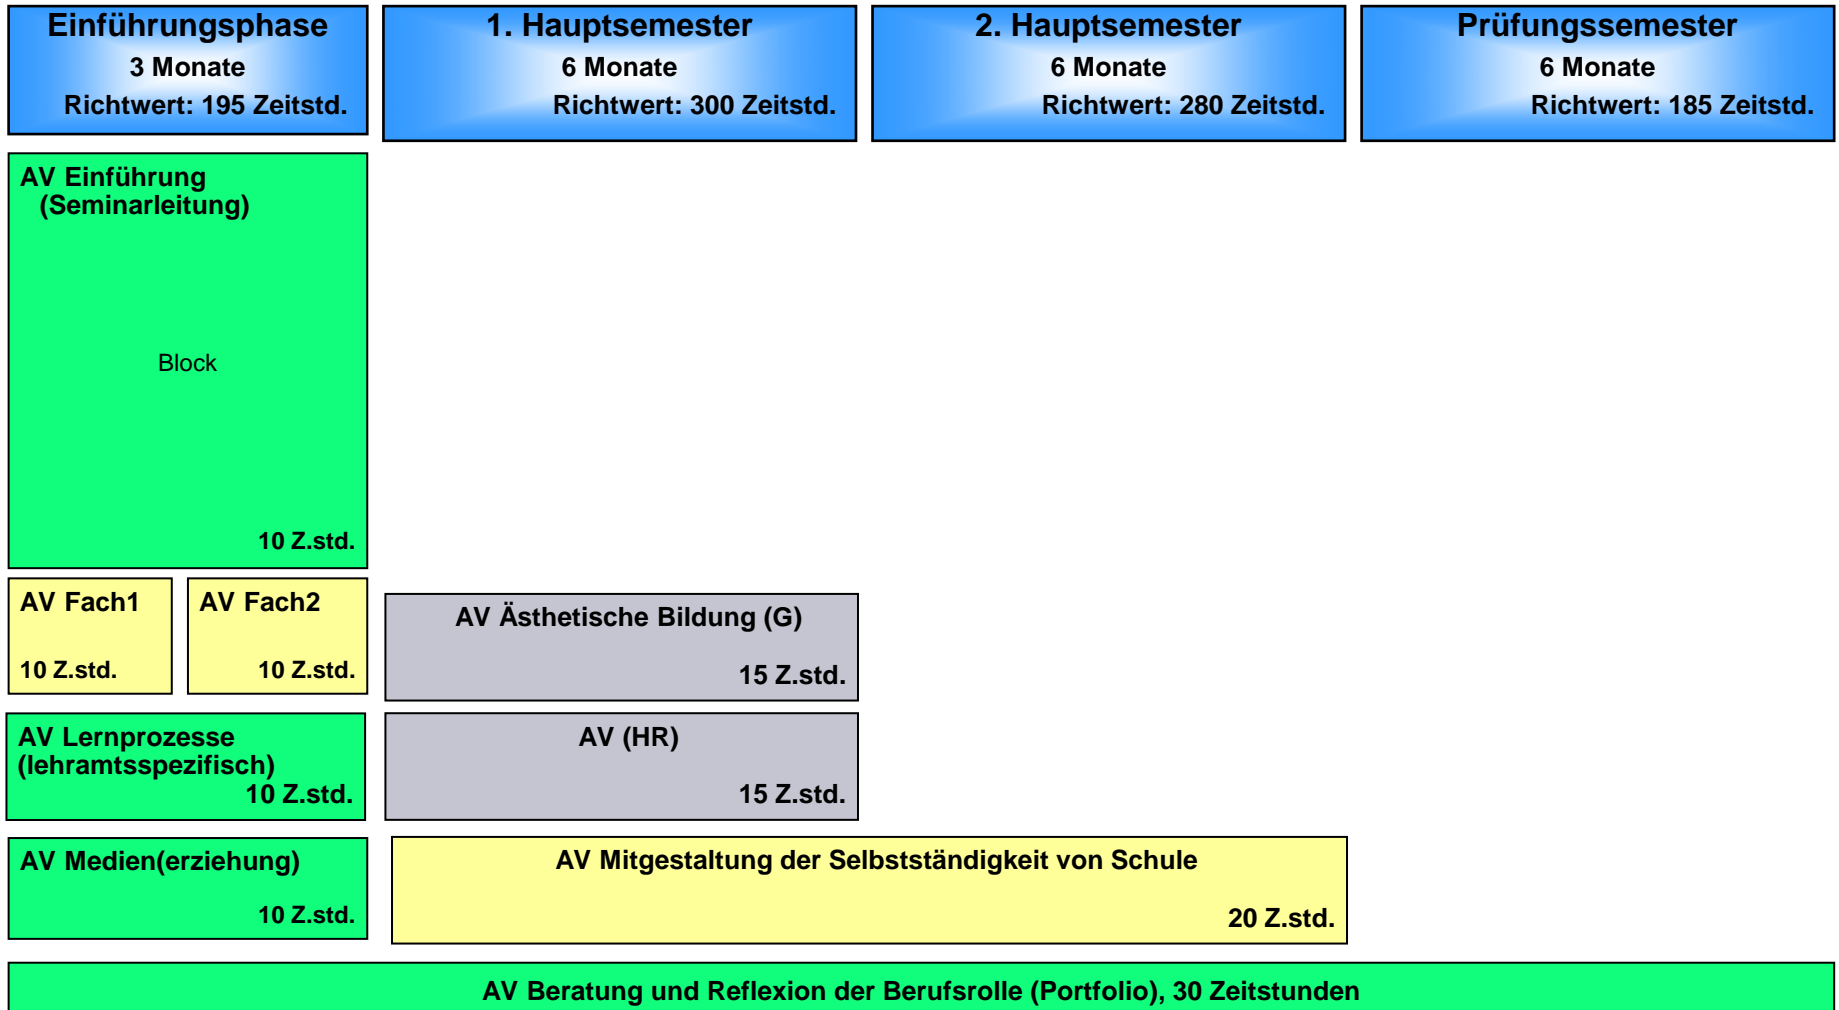 Einführungsphase
3 Monate
Richtwert: 195 Zeitstd.
1. Hauptsemester
6 Monate
Richtwert: 300 Zeitstd.
2. Hauptsemester
6 Monate
Richtwert: 280 Zeitstd.
Prüfungssemester
6 Monate
Richtwert: 185 Zeitstd.
AV Einführung
(Seminarleitung)
Block
10 Z.std.
AV Fach1
10 Z.std.
AV Fach2
10 Z.std.
AV Ästhetische Bildung (G)
15 Z.std.
AV Lernprozesse
(lehramtsspezifisch)
10 Z.std.
AV (HR)
15 Z.std.
AV Medien(erziehung)
10 Z.std.
AV Mitgestaltung der Selbstständigkeit von Schule
20 Z.std.
AV Beratung und Reflexion der Berufsrolle (Portfolio), 30 Zeitstunden